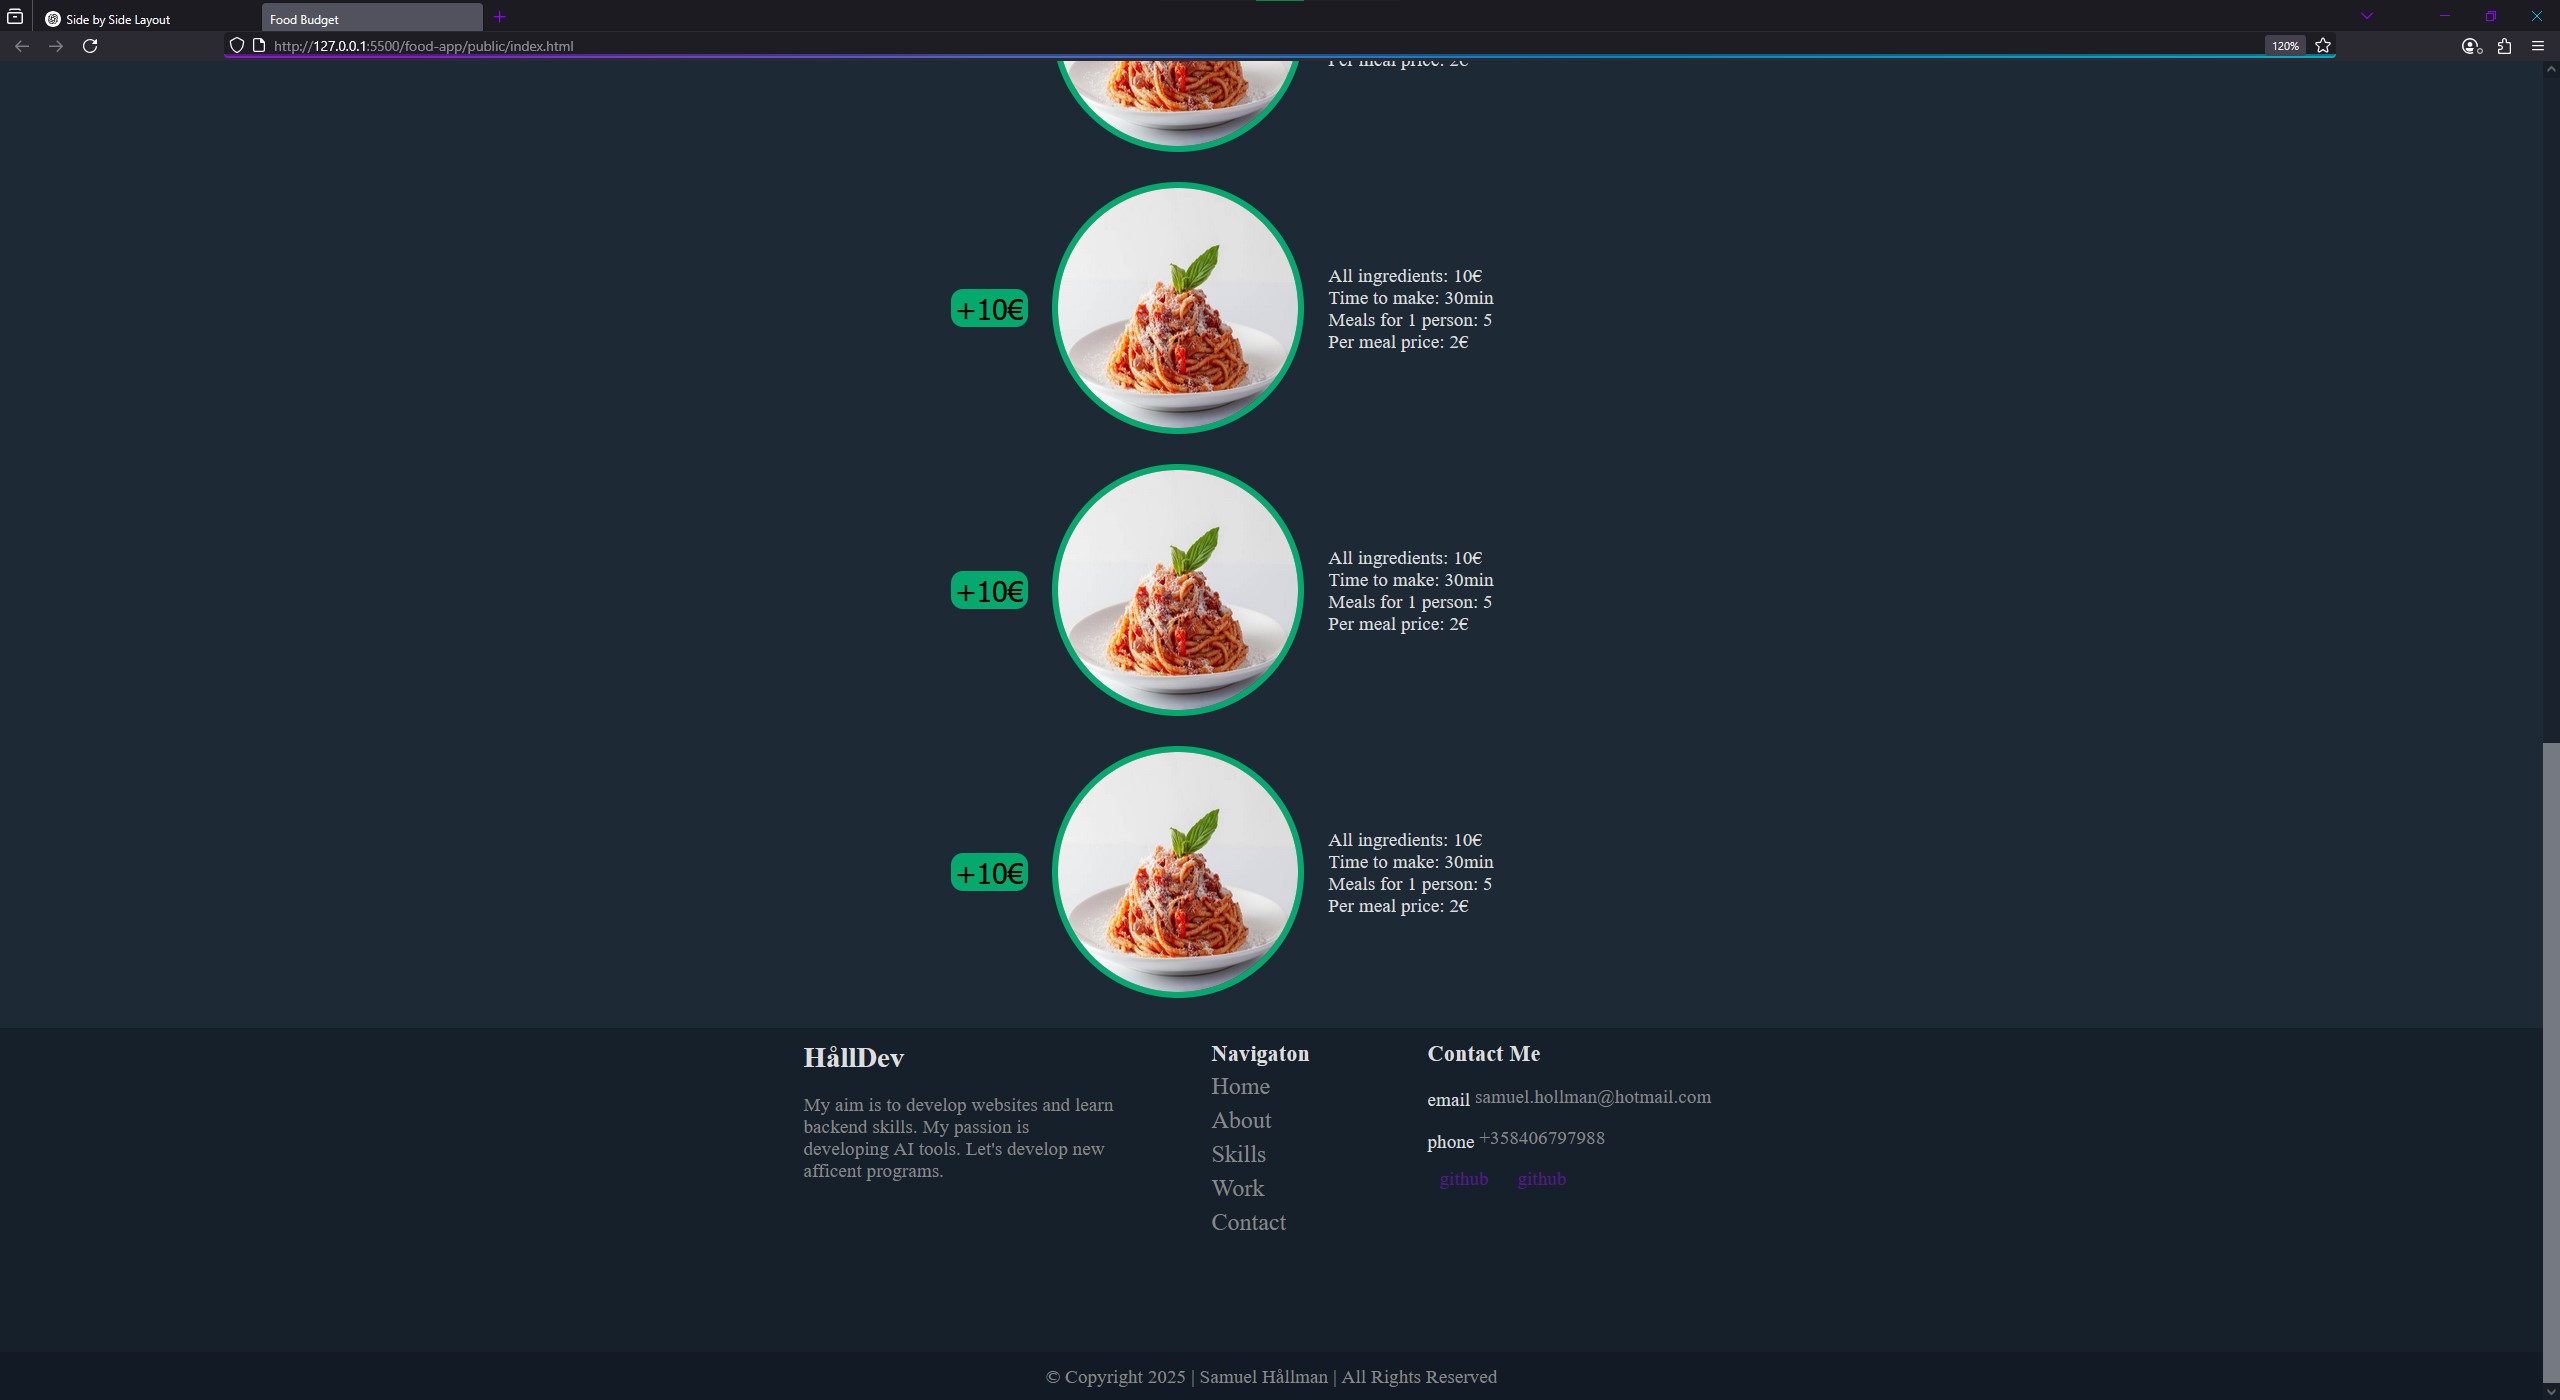 Side by Side Layout
Food Budget
http://127.0.0.1:5500/food-app/public/index.html
120%
Per meal price: 2€
+10€
All ingredients: 10€
Time to make: 30min
Meals for 1 person: 5
Per meal price: 2€
+10€
All ingredients: 10€
Time to make: 30min
Meals for 1 person: 5
Per meal price: 2€
+10€
All ingredients: 10€
Time to make: 30min
Meals for 1 person: 5
Per meal price: 2€
HållDev
My aim is to develop websites and learn
backend skills. My passion is
developing AI tools. Let's develop new
afficent programs.
Navigaton
Home
About
Skills
Work
Contact
Contact Me
email samuel.hollman@hotmail.com
phone +358406797988
github github
© Copyright 2025 | Samuel Hållman | All Rights Reserved